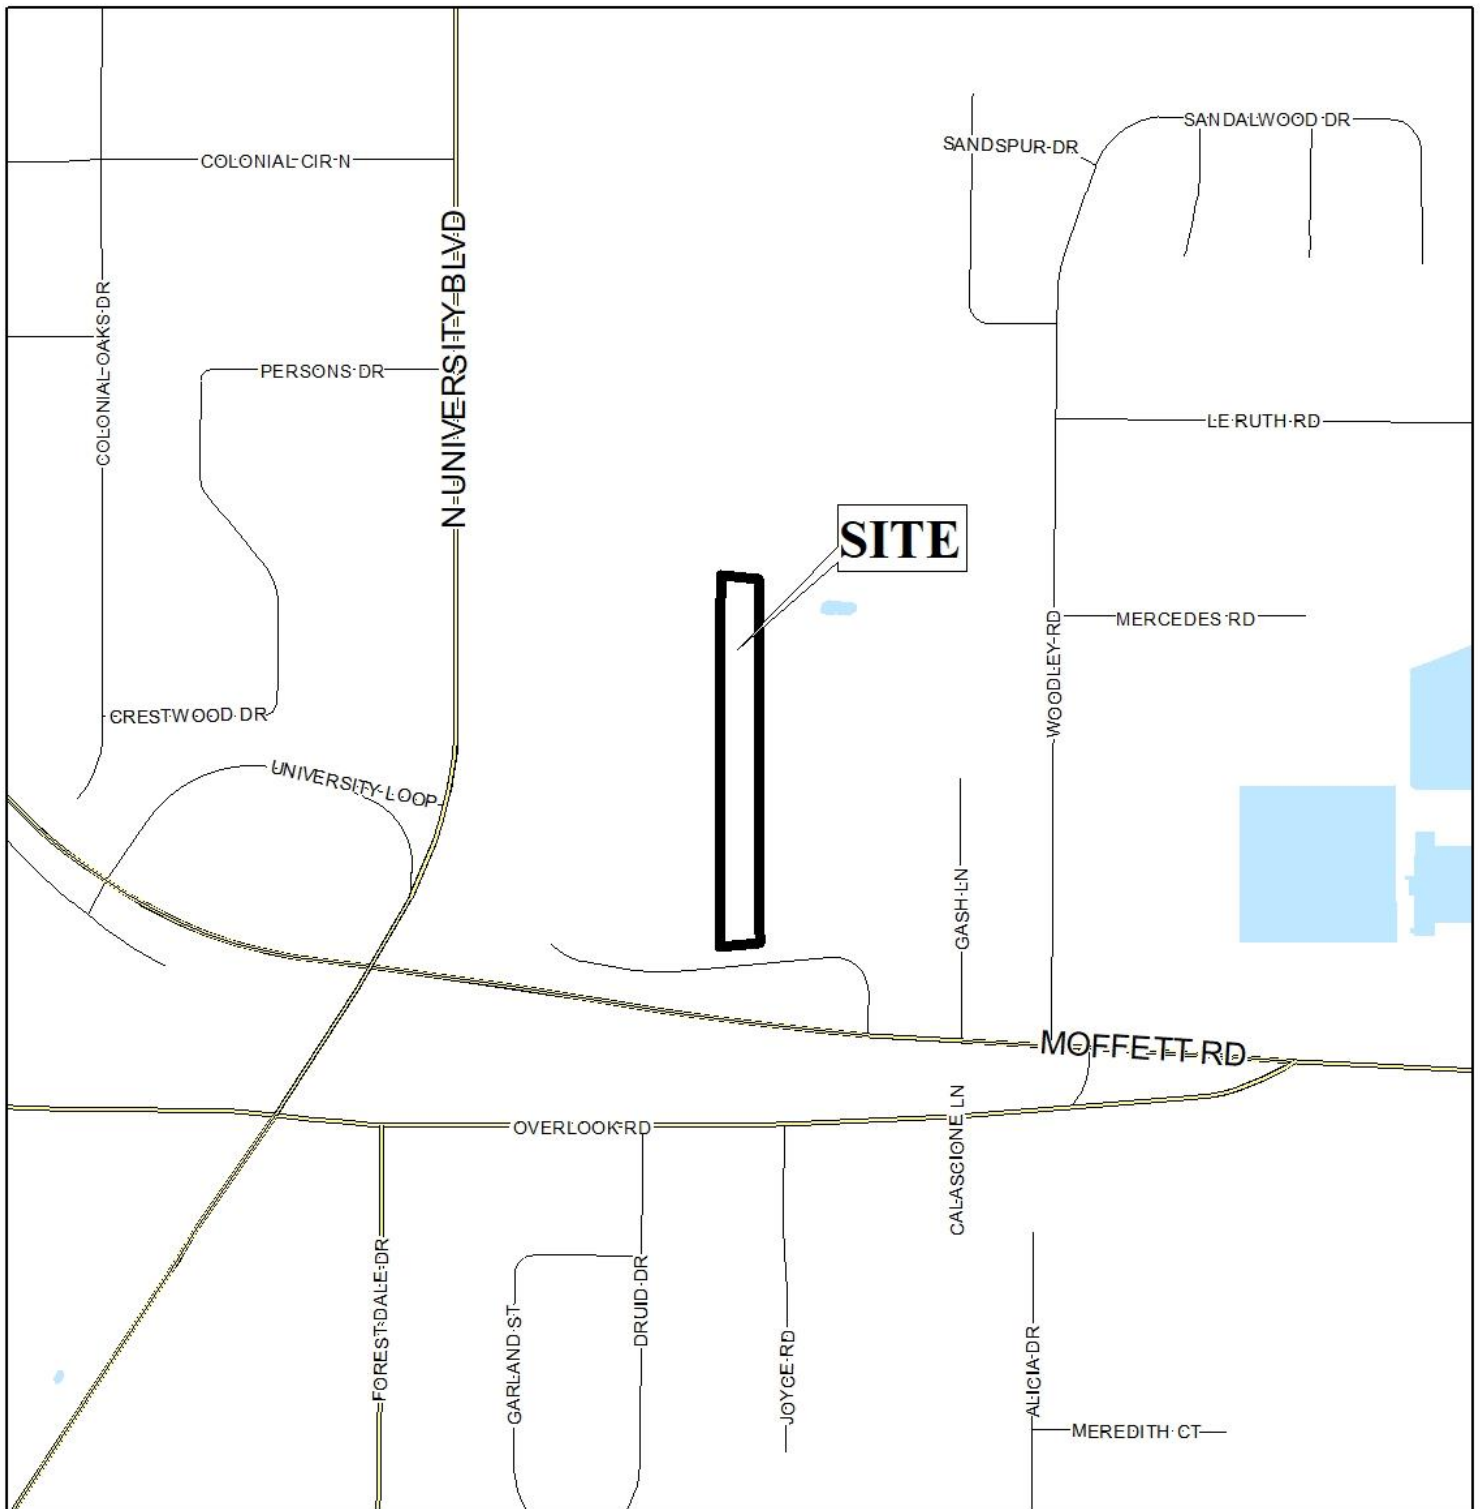 SANDALWOOD DR
SANDSPUR DR
COLONIAL CIR N
N UNIVERSITY BLVD
COLONIAL OAKS DR
PERSONS DR
LE RUTH RD
SITE
MERCEDES RD
WOODLEY RD
CRESTWOOD DR
UNIVERSITY LOOP
GASH LN
MOFFETT RD
OVERLOOK RD
CALASCIONE LN
FOREST DALE DR
GARLAND ST
DRUID DR
JOYCE RD
ALICIA DR
MEREDITH CT